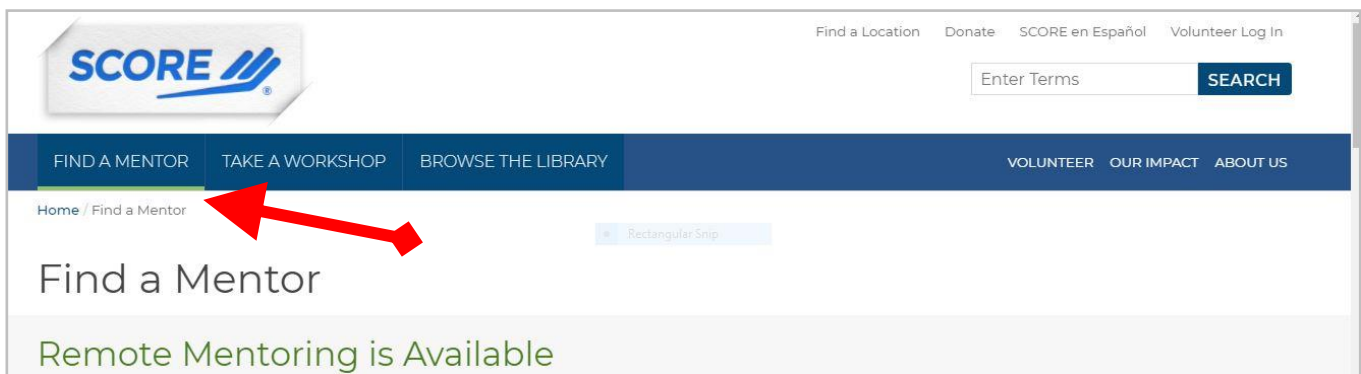 Find a Location Donate SCORE en Español Volunteer Log In
SCORE ®
Enter Terms SEARCH
FIND A MENTOR TAKE A WORKSHOP BROWSE THE LIBRARY VOLUNTEER OUR IMPACT ABOUT US
Home / Find a Mentor
Rectangular Snip
Find a Mentor
Remote Mentoring is Available